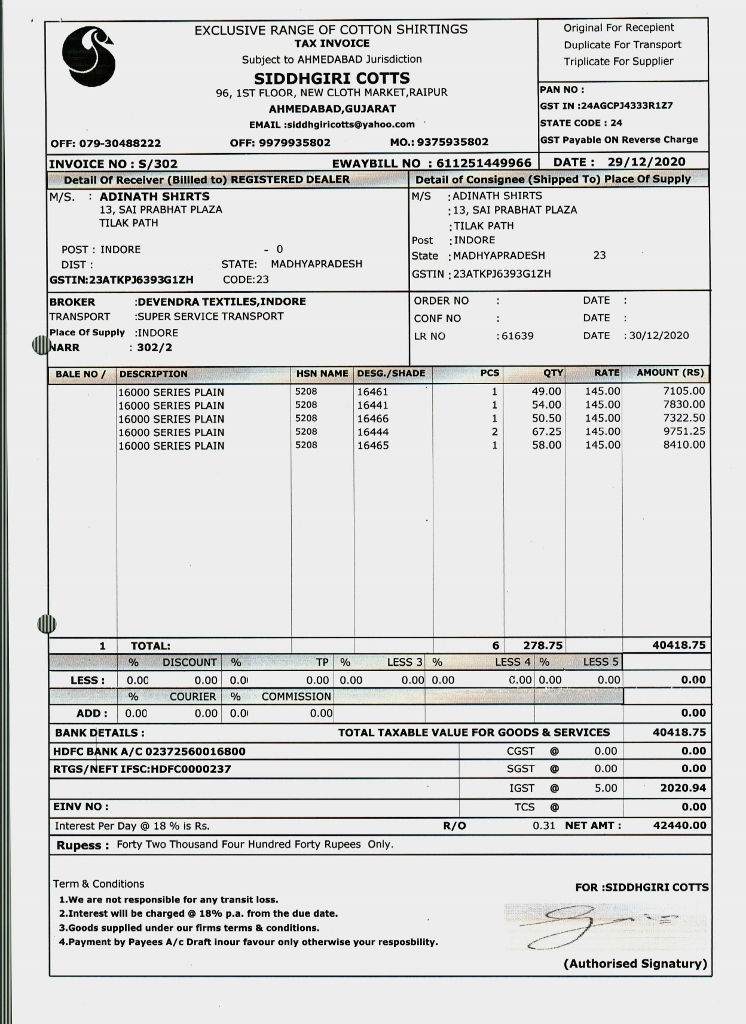 EXCLUSIVE RANGE OF COTTON SHIRTINGS
TAX INVOICE
Subject to AHMEDABAD Jurisdiction
SIDDHGIRI COTTS
96, 1ST FLOOR, NEW CLOTH MARKET,RAIPUR
AHMEDABAD,GUJARAT
EMAIL :siddhgiricotts@yahoo.com
OFF: 079-30488222 OFF: 9979935802 MO.: 9375935802
Original For Recepient
Duplicate For Transport
Triplicate For Supplier
PAN NO :
GST IN :24AGCPJ4333R1Z7
STATE CODE : 24
GST Payable ON Reverse Charge
INVOICE NO : S/302 EWAYBILL NO : 611251449966 DATE : 29/12/2020
Detail Of Receiver (Billied to) REGISTERED DEALER
M/S. : ADINATH SHIRTS
13, SAI PRABHAT PLAZA
TILAK PATH
POST : INDORE - 0
DIST : STATE: MADHYAPRADESH
GSTIN:23ATKPJ6393G1ZH CODE:23
Detail of Consignee (Shipped To) Place Of Supply
M/S : ADINATH SHIRTS
: 13, SAI PRABHAT PLAZA
: TILAK PATH
Post : INDORE
State : MADHYAPRADESH 23
GSTIN : 23ATKPJ6393G1ZH
BROKER :DEVENDRA TEXTILES,INDORE
TRANSPORT :SUPER SERVICE TRANSPORT
Place Of Supply :INDORE
NARR : 302/2
ORDER NO : DATE :
CONF NO : DATE :
LR NO : 61639 DATE : 30/12/2020
BALE NO / DESCRIPTION HSN NAME DESG./SHADE PCS QTY RATE AMOUNT (RS)
16000 SERIES PLAIN 5208 16461 1 49.00 145.00 7105.00
16000 SERIES PLAIN 5208 16441 1 54.00 145.00 7830.00
16000 SERIES PLAIN 5208 16466 1 50.50 145.00 7322.50
16000 SERIES PLAIN 5208 16444 2 67.25 145.00 9751.25
16000 SERIES PLAIN 5208 16465 1 58.00 145.00 8410.00
1 TOTAL: 6 278.75 40418.75
% DISCOUNT % TP % LESS 3 % LESS 4 % LESS 5
LESS : 0.00 0.00 0.0 0.00 0.00 0.00 0.00 0.00 0.00 0.00 0.00
% COURIER % COMMISSION
ADD : 0.00 0.00 0.0 0.00 0.00
BANK DETAILS : TOTAL TAXABLE VALUE FOR GOODS & SERVICES 40418.75
HDFC BANK A/C 02372560016800 CGST @ 0.00 0.00
RTGS/NEFT IFSC:HDFC0000237 SGST @ 0.00 0.00
IGST @ 5.00 2020.94
EINV NO : TCS @ 0.00
Interest Per Day @ 18 % is Rs. R/O 0.31 NET AMT : 42440.00
Rupess : Forty Two Thousand Four Hundred Forty Rupees Only.
Term & Conditions
1.We are not responsible for any transit loss.
2.Interest will be charged @ 18% p.a. from the due date.
3.Goods supplied under our firms terms & conditions.
4.Payment by Payees A/c Draft inour favour only otherwise your resposbility.
FOR :SIDDHGIRI COTTS
(Authorised Signatury)